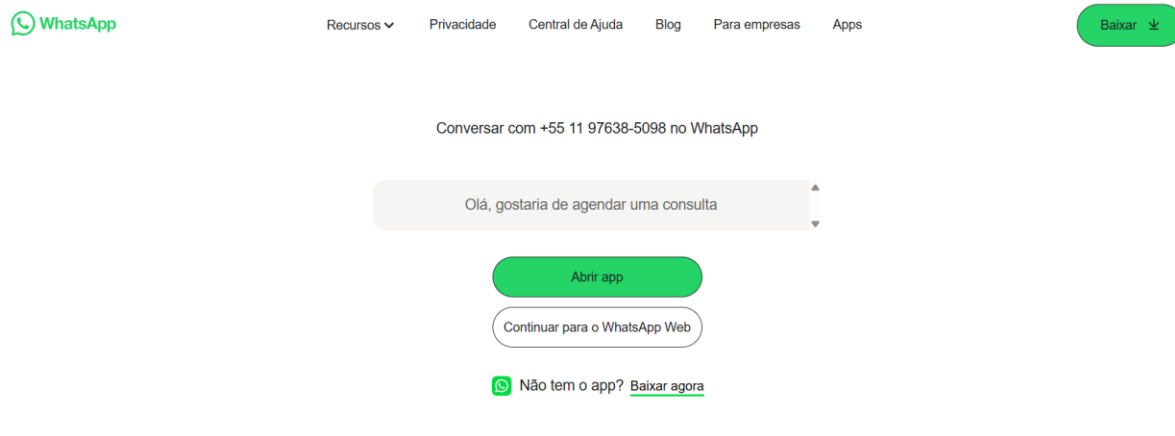 WhatsApp Recursos Privacidade Central de Ajuda Blog Para empresas Apps Baixar
Conversar com +55 11 97638-5098 no WhatsApp
Olá, gostaria de agendar uma consulta
Abrir app
Continuar para o WhatsApp Web
Não tem o app? Baixar agora